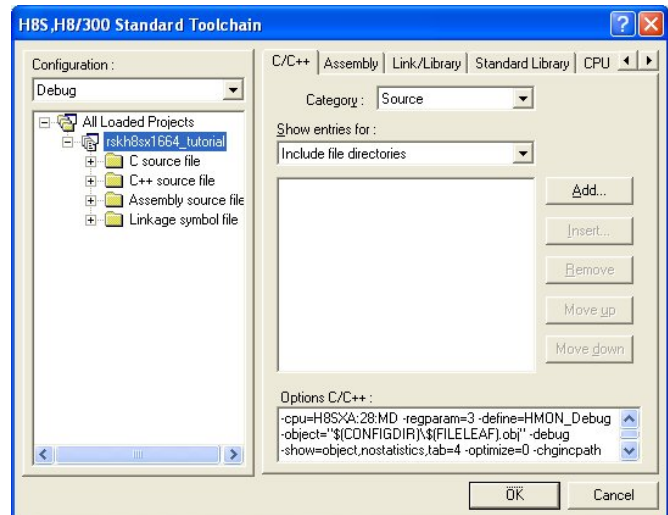 H8S,H8/300 Standard Toolchain
Configuration :
Debug
All Loaded Projects
rskh8sx1664_tutorial
C source file
C++ source file
Assembly source file
Linkage symbol file
C/C++ Assembly Link/Library Standard Library CPU
Category : Source
Show entries for :
Include file directories
Add...
Insert...
Remove
Move up
Move down
Options C/C++ :
-cpu=H8SXA:28:MD -regparam=3 -define=HMON_Debug
-object="$(CONFIGDIR)\$(FILELEAF).obj" -debug
-show=object,nostatistics,tab=4 -optimize=0 -chgincpath
OK Cancel